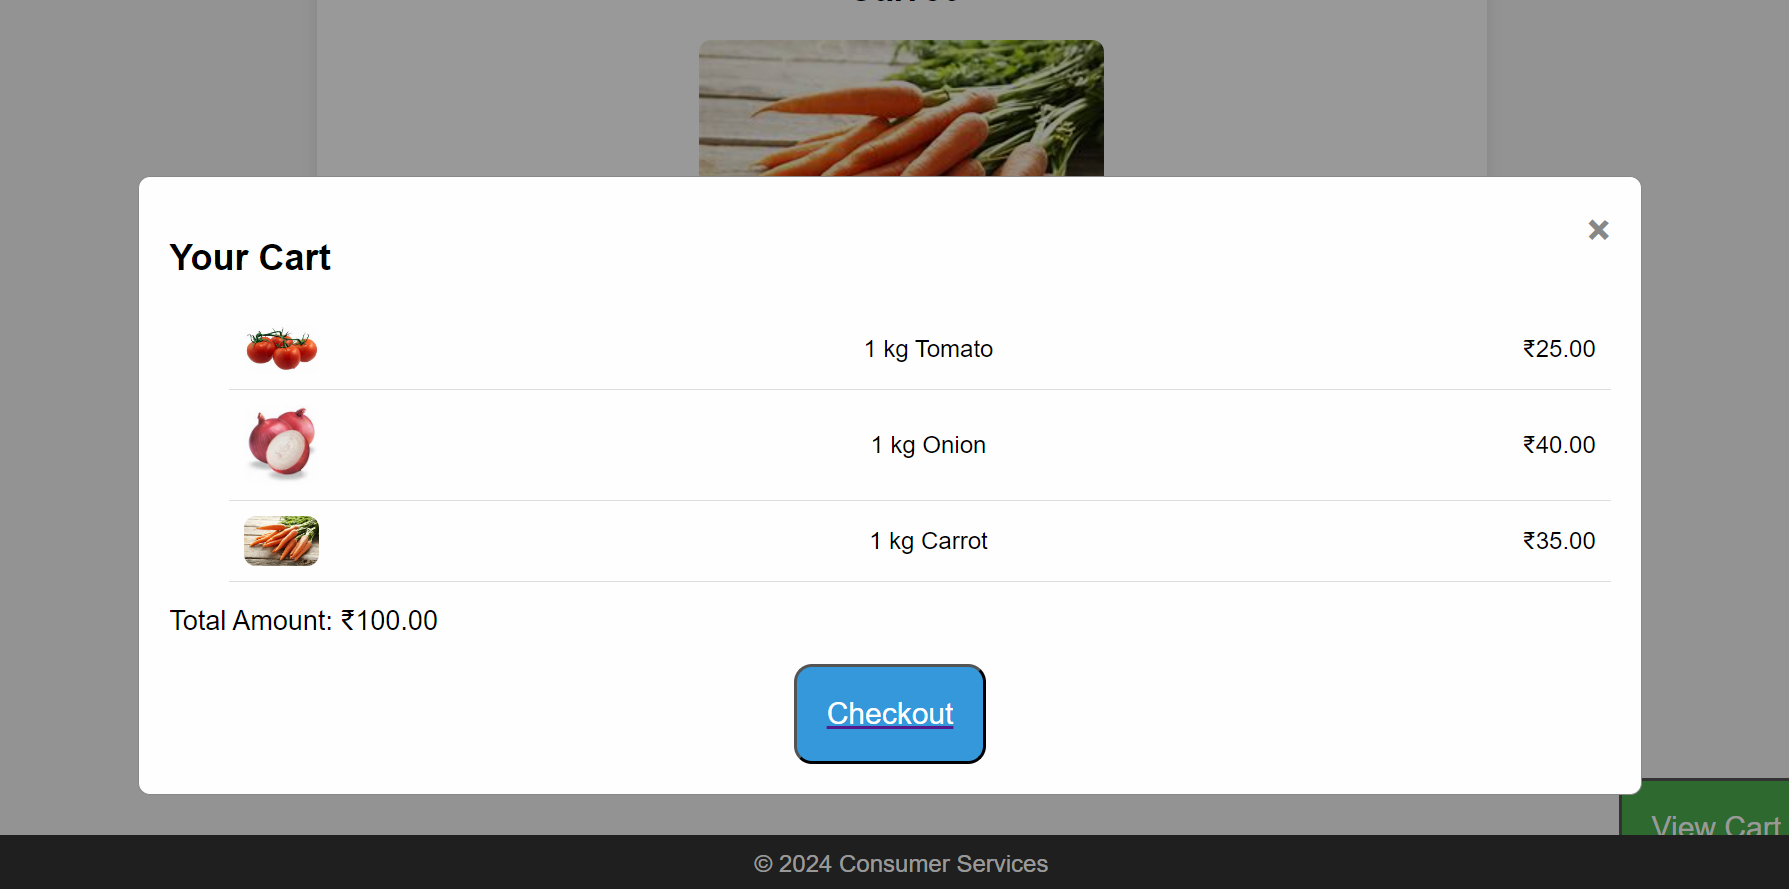 Your Cart
×
1 kg Tomato ₹25.00
1 kg Onion ₹40.00
1 kg Carrot ₹35.00
Total Amount: ₹100.00
Checkout
View Cart
© 2024 Consumer Services